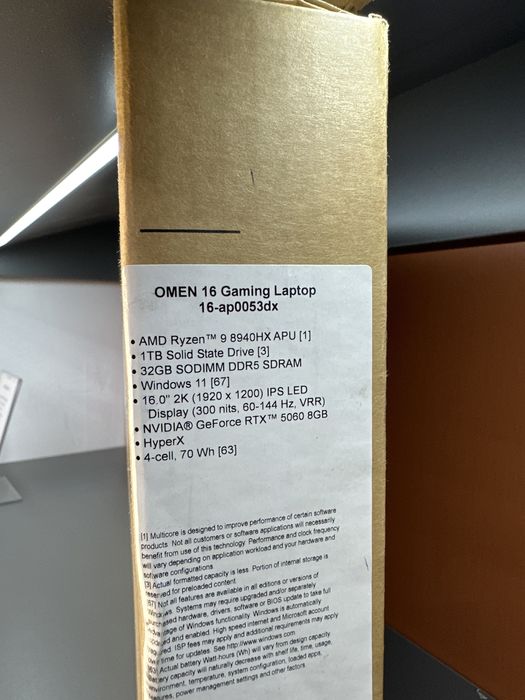 OMEN 16 Gaming Laptop
16-ap0053dx
• AMD Ryzen™ 9 8940HX APU [1]
• 1TB Solid State Drive [3]
• 32GB SODIMM DDR5 SDRAM
• Windows 11 [67]
• 16.0" 2K (1920 x 1200) IPS LED
Display (300 nits, 60-144 Hz, VRR)
• NVIDIA® GeForce RTX™ 5060 8GB
• HyperX
• 4-cell, 70 Wh [63]
[1] Multicore is designed to improve performance of certain software
products. Not all customers or software applications will necessarily
benefit from use of this technology. Performance and clock frequency
will vary depending on application workload and your hardware and
software configurations.
[3] Actual formatted capacity is less. Portion of internal storage is
reserved for preloaded content.
[67] Not all features are available in all editions or versions of
Windows. Systems may require upgraded and/or separately
purchased hardware, drivers, software or BIOS update to take full
advantage of Windows functionality. Windows is automatically
and enabled. High speed internet and Microsoft account
required. ISP fees may apply and additional requirements may apply
over time for updates. See http://www.windows.com.
[63] Actual battery Watt-hours (Wh) will vary from design capacity.
Battery capacity will naturally decrease with shelf life, time, usage,
environment, temperature, system configuration, loaded apps,
features, power management settings and other factors.